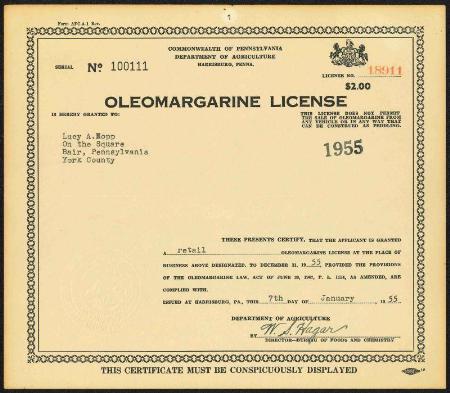 Form AFC A-1 Rev.
1
COMMONWEALTH OF PENNSYLVANIA
DEPARTMENT OF AGRICULTURE
HARRISBURG, PENNA.
SERIAL No 100111
LICENSE NO. 18911
$2.00
OLEOMARGARINE LICENSE
IS HEREBY GRANTED TO:
THIS LICENSE DOES NOT PERMIT
THE SALE OF OLEOMARGARINE FROM
ANY VEHICLE OR IN ANY WAY THAT
CAN BE CONSTRUED AS PEDDLING.
Lucy A. Hopp
On the Square
Bair, Pennsylvania
York County
1955
THESE PRESENTS CERTIFY, THAT THE APPLICANT IS GRANTED
A retail OLEOMARGARINE LICENSE AT THE PLACE OF
BUSINESS ABOVE DESIGNATED, TO DECEMBER 31, 19 55 PROVIDED THE PROVISIONS
OF THE OLEOMARGARINE LAW, ACT OF JUNE P. L. AS AMENDED, ARE
COMPLIED WITH.
ISSUED AT HARRISBURG, PA., THIS 7th DAY OF January 1955
DEPARTMENT OF AGRICULTURE
BY W. S. Hagar
DIRECTOR—BUREAU OF FOODS AND CHEMISTRY
THIS CERTIFICATE MUST BE CONSPICUOUSLY DISPLAYED